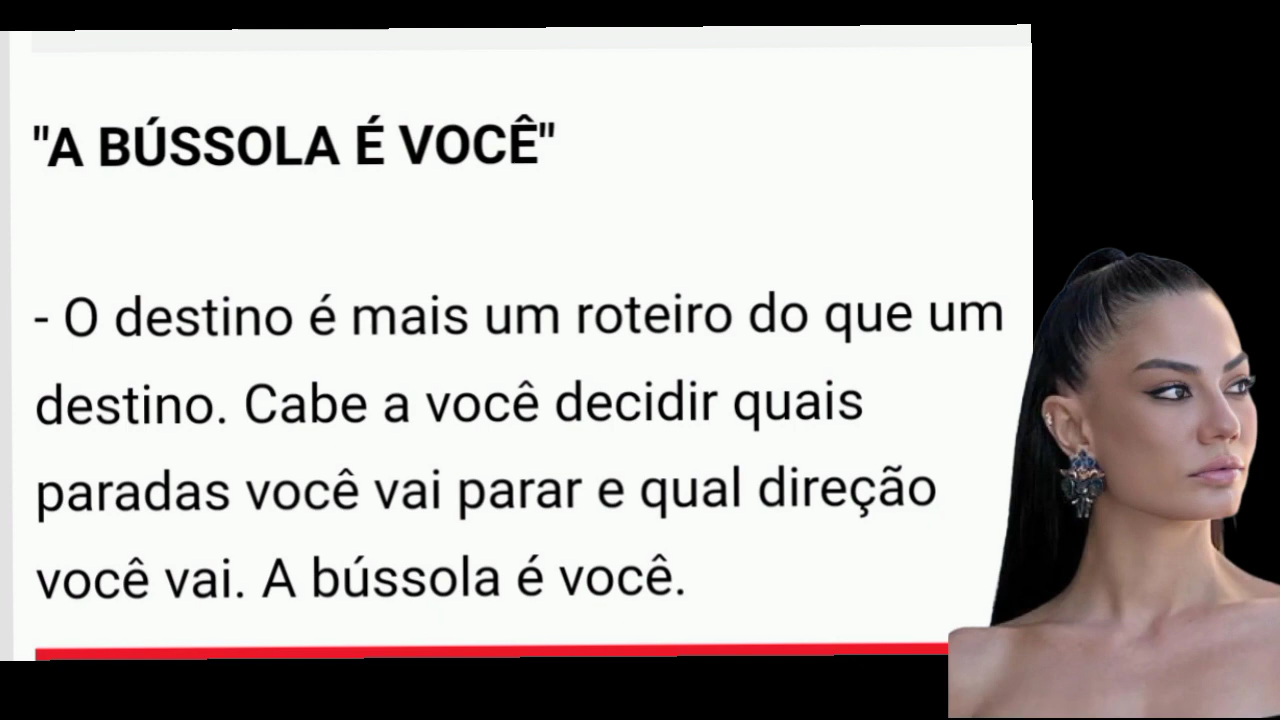 "A BÚSSOLA É VOCÊ"
- O destino é mais um roteiro do que um
destino. Cabe a você decidir quais
paradas você vai parar e qual direção
você vai. A bússola é você.